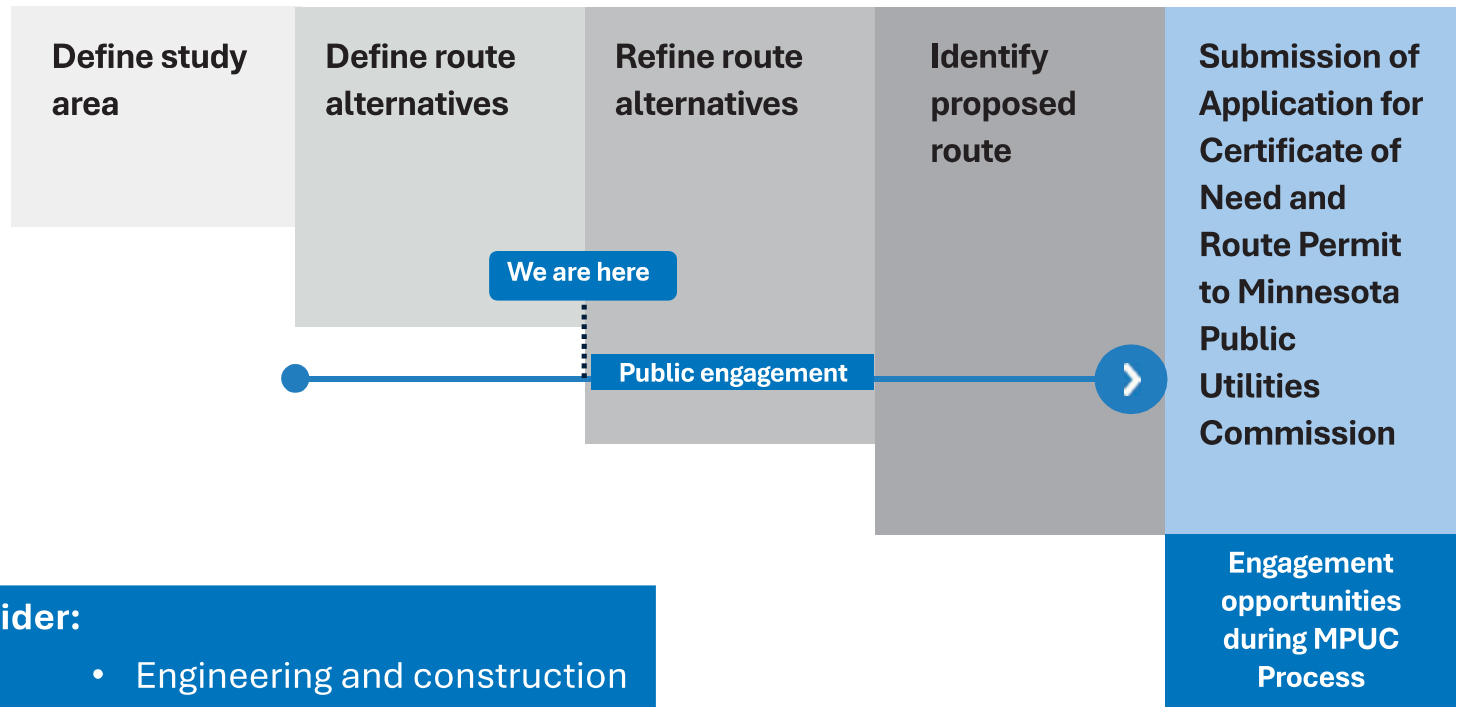 Define study
area
Define route
alternatives
Refine route
alternatives
Identify
proposed
route
Submission of
Application for
Certificate of
Need and
Route Permit
to Minnesota
Public
Utilities
Commission
We are here
Public engagement
Engagement
opportunities
during MPUC
Process
ider:
• Engineering and construction